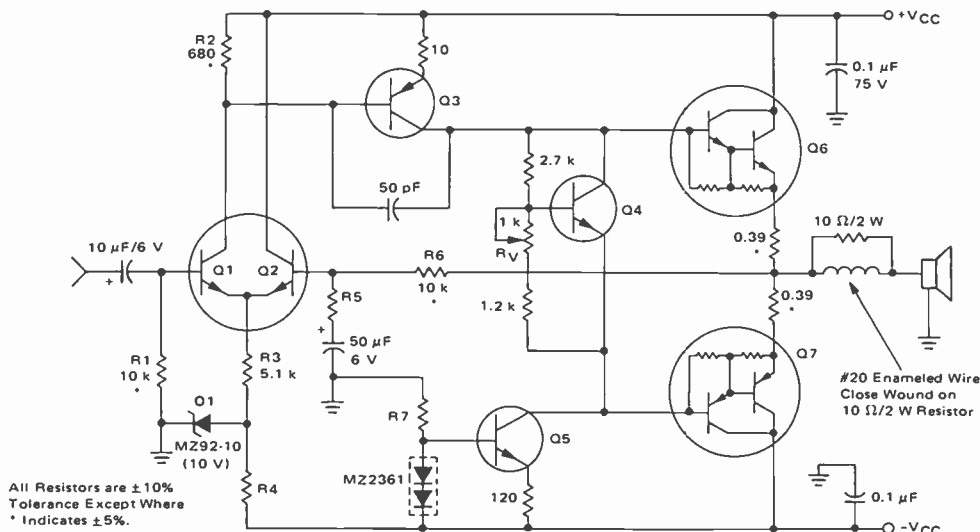 R2
680
*
+VCC
10
0.1 μF
75 V
Q3
Q6
2.7 k
50 pF
Q4
10 Ω/2 W
10 μF/6 V
+
1 k
RV
0.39
*
Q1
Q2
R6
10 k
*
R5
1.2 k
0.39
*
+
50 μF
6 V
R1
10 k
*
R3
5.1 k
Q7
#20 Enameled Wire
Close Wound on
10 Ω/2 W Resistor
D1
MZ92-10
(10 V)
R7
Q5
MZ2361
R4
120
0.1 μF
-VCC
All Resistors are ±10%
Tolerance Except Where
* Indicates ±5%.